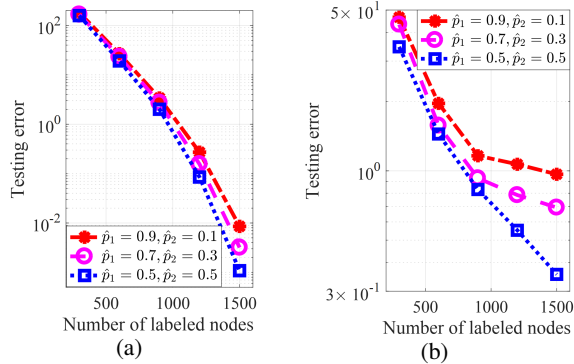 10^2
10^0
10^-2
Testing error
p̂₁ = 0.9, p̂₂ = 0.1
p̂₁ = 0.7, p̂₂ = 0.3
p̂₁ = 0.5, p̂₂ = 0.5
500 1000 1500
Number of labeled nodes
(a)
5 × 10^1
10^0
3 × 10^-1
Testing error
p̂₁ = 0.9, p̂₂ = 0.1
p̂₁ = 0.7, p̂₂ = 0.3
p̂₁ = 0.5, p̂₂ = 0.5
500 1000 1500
Number of labeled nodes
(b)